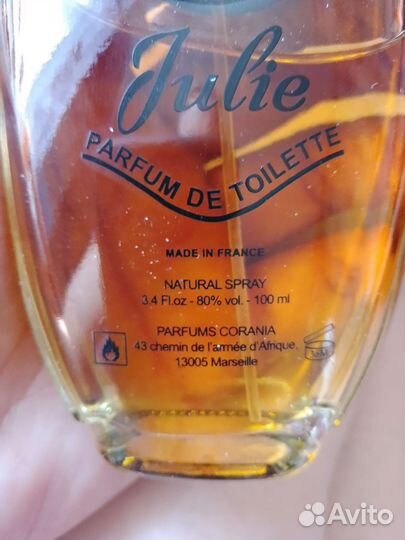 Julie
PARFUM DE TOILETTE
MADE IN FRANCE
NATURAL SPRAY
3,4 Fl.oz - 80% vol. - 100 ml
PARFUMS CORANIA
43 chemin de l'armée d'Afrique,
13005 Marseille
Avito